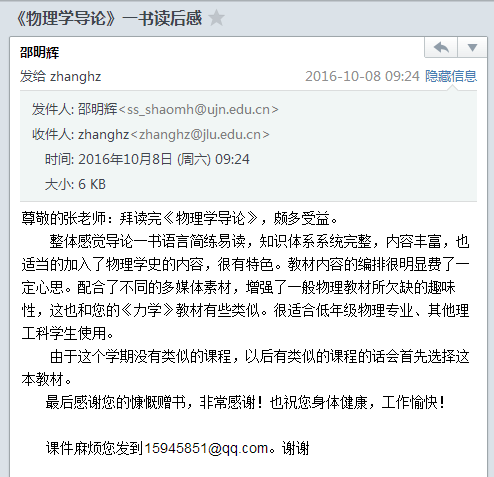 《物理学导论》一书读后感
邵明辉
发给 zhanghz 2016-10-08 09:24 隐藏信息
发件人: 邵明辉<ss_shaomh@ujn.edu.cn>
收件人: zhanghz<zhanghz@jlu.edu.cn>
时间: 2016年10月8日 (周六) 09:24
大小: 6 KB
尊敬的张老师：拜读完《物理学导论》，颇多受益。
整体感觉导论一书语言简练易读，知识体系系统完整，内容丰富，也
适当的加入了物理学史的内容，很有特色。教材内容的编排很明显费了一
定心思。配合了不同的多媒体素材，增强了一般物理教材所欠缺的趣味
性，这也和您的《力学》教材有些类似。很适合低年级物理专业、其他理
工科学生使用。
由于这个学期没有类似的课程，以后有类似的课程的话会首先选择这
本教材。
最后感谢您的慷慨赠书，非常感谢！也祝您身体健康，工作愉快！
课件麻烦您发到15945851@qq.com。谢谢